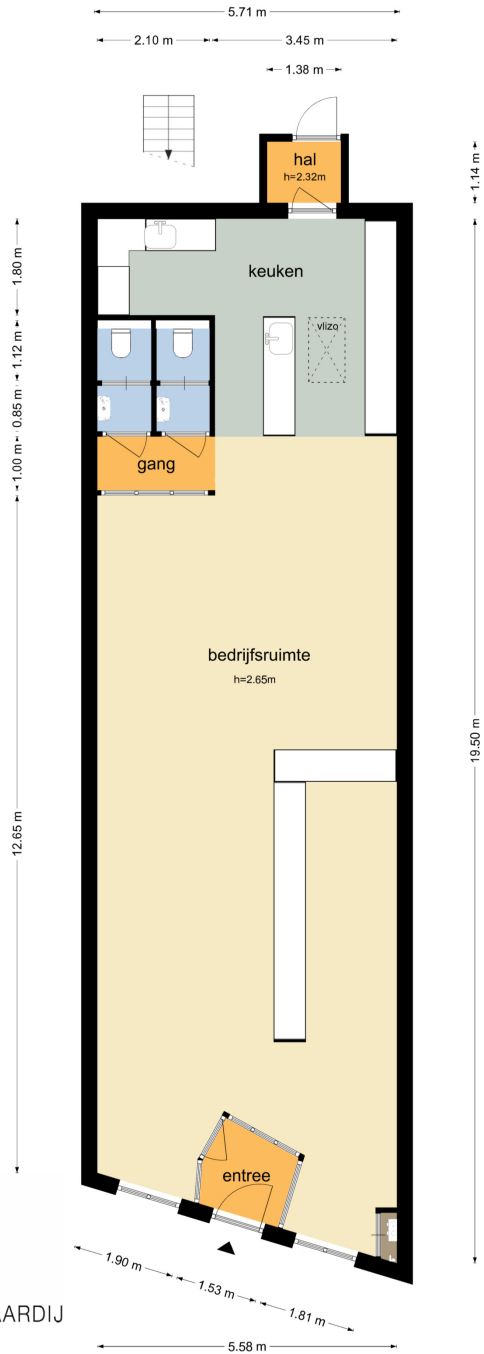 5.71 m
2.10 m
3.45 m
1.38 m
hal
h=2.32m
1.14 m
keuken
vlizo
1.80 m
1.12 m
0.85 m
1.00 m
gang
bedrijfsruimte
h=2.65m
12.65 m
19.50 m
entree
1.90 m
1.53 m
1.81 m
ARDIJ
5.58 m